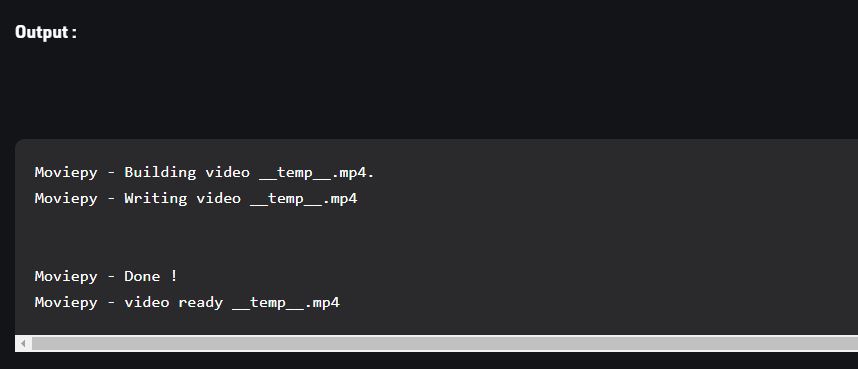 Output :
Moviepy - Building video __temp__.mp4.
Moviepy - Writing video __temp__.mp4
Moviepy - Done !
Moviepy - video ready __temp__.mp4